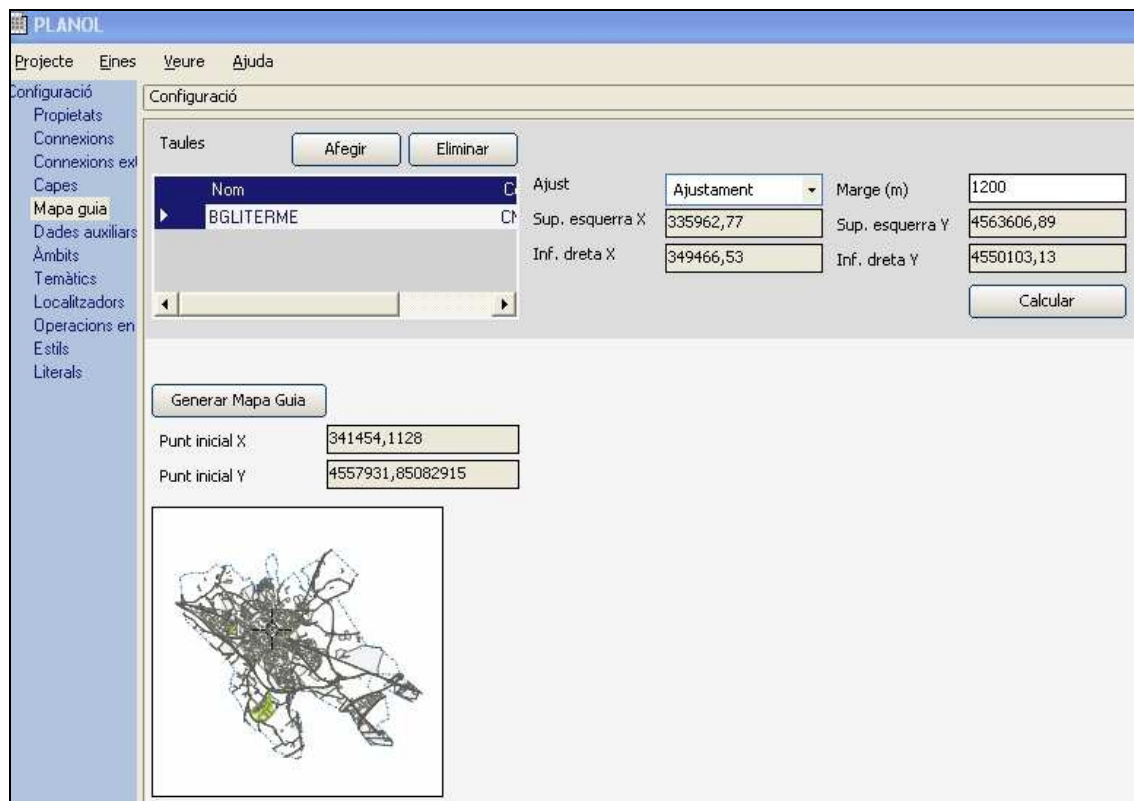 PLANOL
Projecte Eines Veure Ajuda
Configuració
Propietats
Connexions
Connexions ext
Capes
Mapa guia
Dades auxiliars
Àmbits
Temàtics
Localitzadors
Operacions en
Estils
Literals
Configuració
Taules Afegir Eliminar
Nom
BGLITERME
Ajust Ajustament Marge (m) 1200
Sup. esquerra X 335962,77 Sup. esquerra Y 4563606,89
Inf. dreta X 349466,53 Inf. dreta Y 4550103,13
Calcular
Generar Mapa Guia
Punt inicial X 341454,1128
Punt inicial Y 4557931,85082915